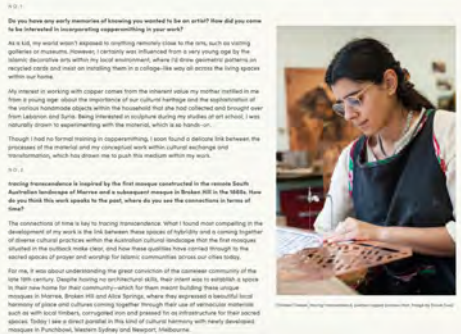 NO.1
Do you have any early memories of knowing you wanted to be an artist? How did you come
to be interested in incorporating coppersmithing in your work?
As a kid, my world wasn't exposed to anything remotely close to the arts, such as visiting
galleries or museums. However, I certainly was influenced from a very young age by the
Islamic decorative arts within my local environment, where I'd draw geometric patterns on
recycled cards and insist on installing them in a collage-like way all across the living spaces
within our home.
My interest in working with copper comes from the inherent value my mother instilled in me
from a young age: about the importance of our cultural heritage and the sophistication of
the various handmade objects within the household that she had collected and brought over
from Lebanon and Syria. Being interested in sculpture during my studies at art school, I was
naturally drawn to experimenting with the material, which is so hands-on.
Though I had no formal training in coppersmithing, I soon found a delicate link between the
processes of the material and my conceptual work within cultural exchange and
transformation, which has drawn me to push this medium within my work.
NO.2
tracing transcendence is inspired by the first mosque constructed in the remote South
Australian landscape of Marree and a subsequent mosque in Broken Hill in the 1880s. How
do you think this work speaks to the past, where do you see the connections in terms of
time?
The connections of time is key to tracing transcendence. What I found most compelling in the
development of my work is the link between these spaces of hybridity and a coming together
of diverse cultural practices within the Australian cultural landscape that the first mosques
situated in the outback make clear, and how these qualities have carried through to the
sacred spaces of prayer and worship for Islamic communities across our cities today.
For me, it was about understanding the great conviction of the cameleer community of the
late 19th century. Despite having no architectural skills, their intent was to establish a space
in their new home for their community—which for them meant building these unique
mosques in Marree, Broken Hill and Alice Springs, where they expressed a beautiful local
harmony of place and cultures coming together through their use of vernacular materials
such as with local timbers, corrugated iron and pressed tin as infrastructure for their sacred
spaces. Today I see a direct parallel in this kind of cultural harmony with newly developed
mosques in Punchbowl, Western Sydney and Newport, Melbourne.